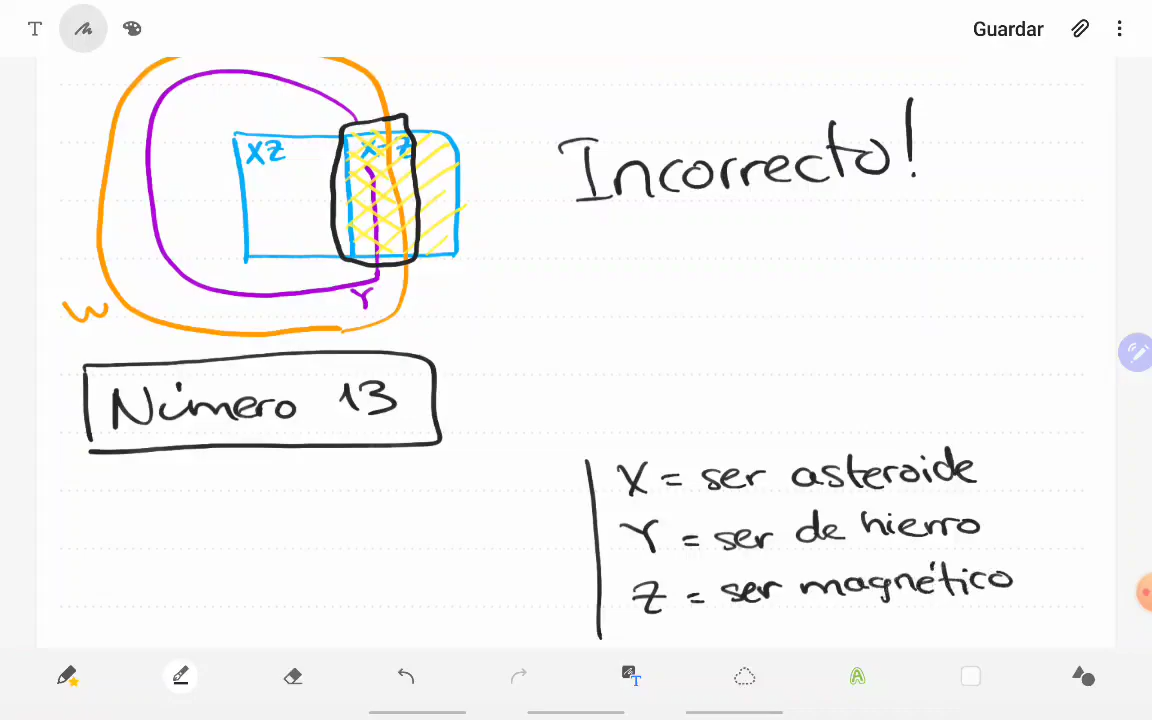 T Guardar
XZ X-Z
Incorrecto!
Y
W
Número 13
X = ser asteroide
Y = ser de hierro
Z = ser magnético